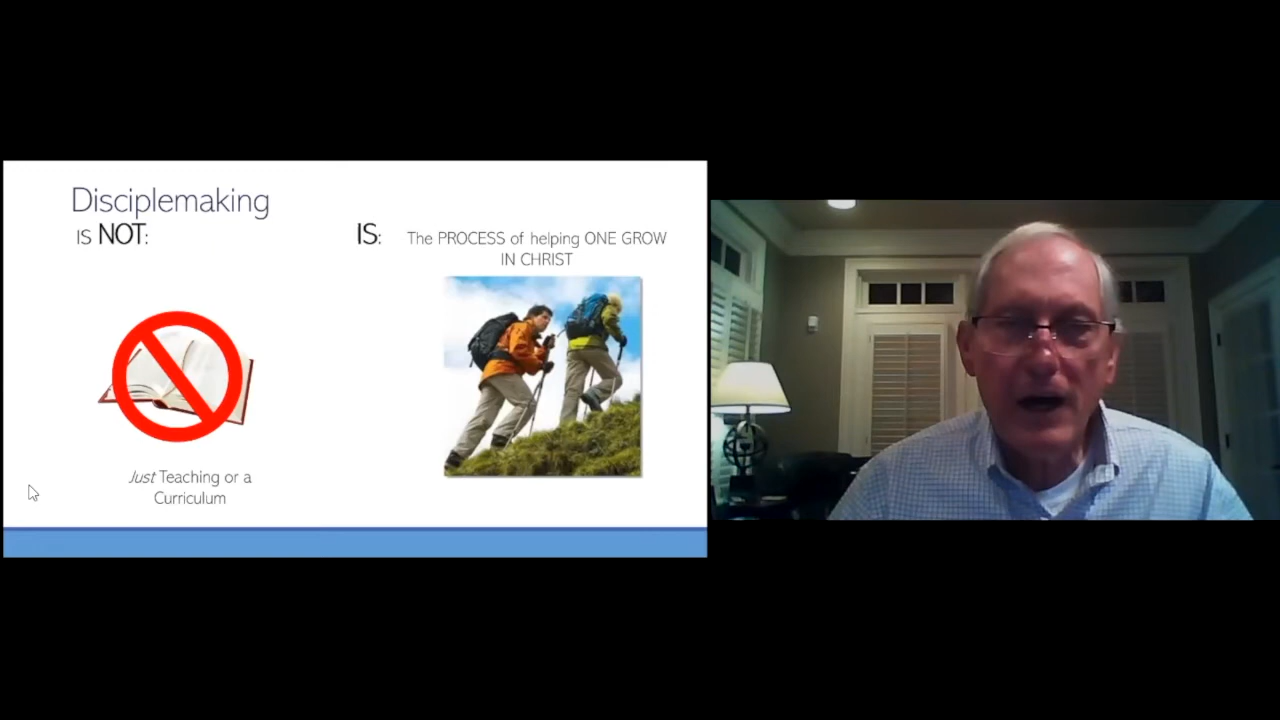 Disciplemaking
IS NOT:
Just Teaching or a
Curriculum
IS:
The PROCESS of helping ONE GROW
IN CHRIST